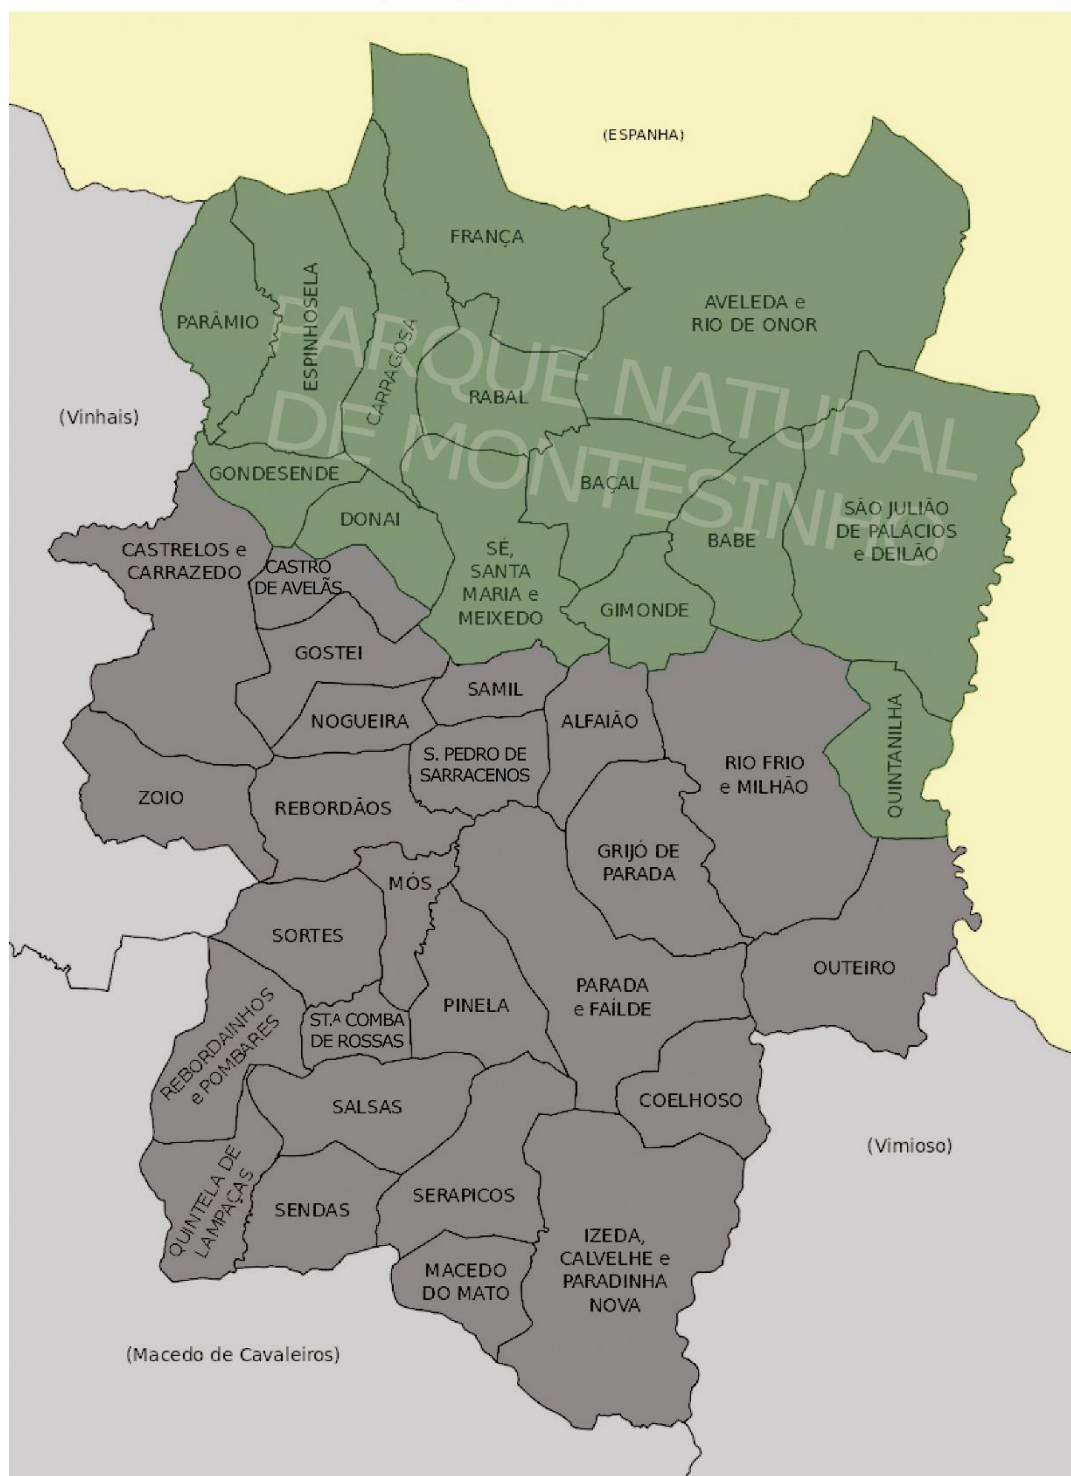 (ESPANHA)
FRANÇA
AVELEDA e
RIO DE ONOR
PARÂMIO
ESPINHOSELA
CARRAGOSA
PARQUE NATURAL
DE MONTESINHO
RABAL
(Vinhais)
GONDESENDE
BAÇAL
DONAI
SÃO JULIÃO
DE PALÁCIOS
e DEILÃO
BABE
CASTRELOS e
CARRAZEDO
CASTRO
DE AVELÃS
SÉ,
SANTA
MARIA e
MEIXEDO
GIMONDE
GOSTEI
SAMIL
NOGUEIRA
ALFAIÃO
QUINTANILHA
S. PEDRO DE
SARRACENOS
RIO FRIO
e MILHÃO
ZOIO
REBORDÃOS
GRIJÓ DE
PARADA
MÓS
SORTES
OUTEIRO
PARADA
e FAÍLDE
PINELA
ST.ᴬ COMBA
DE ROSSAS
REBORDAINHOS
e POMBARES
SALSAS
COELHOSO
(Vimioso)
QUINTELA DE
LAMPAÇAS
SENDAS
SERAPICOS
IZEDA,
CALVELHE e
PARADINHA
NOVA
MACEDO
DO MATO
(Macedo de Cavaleiros)